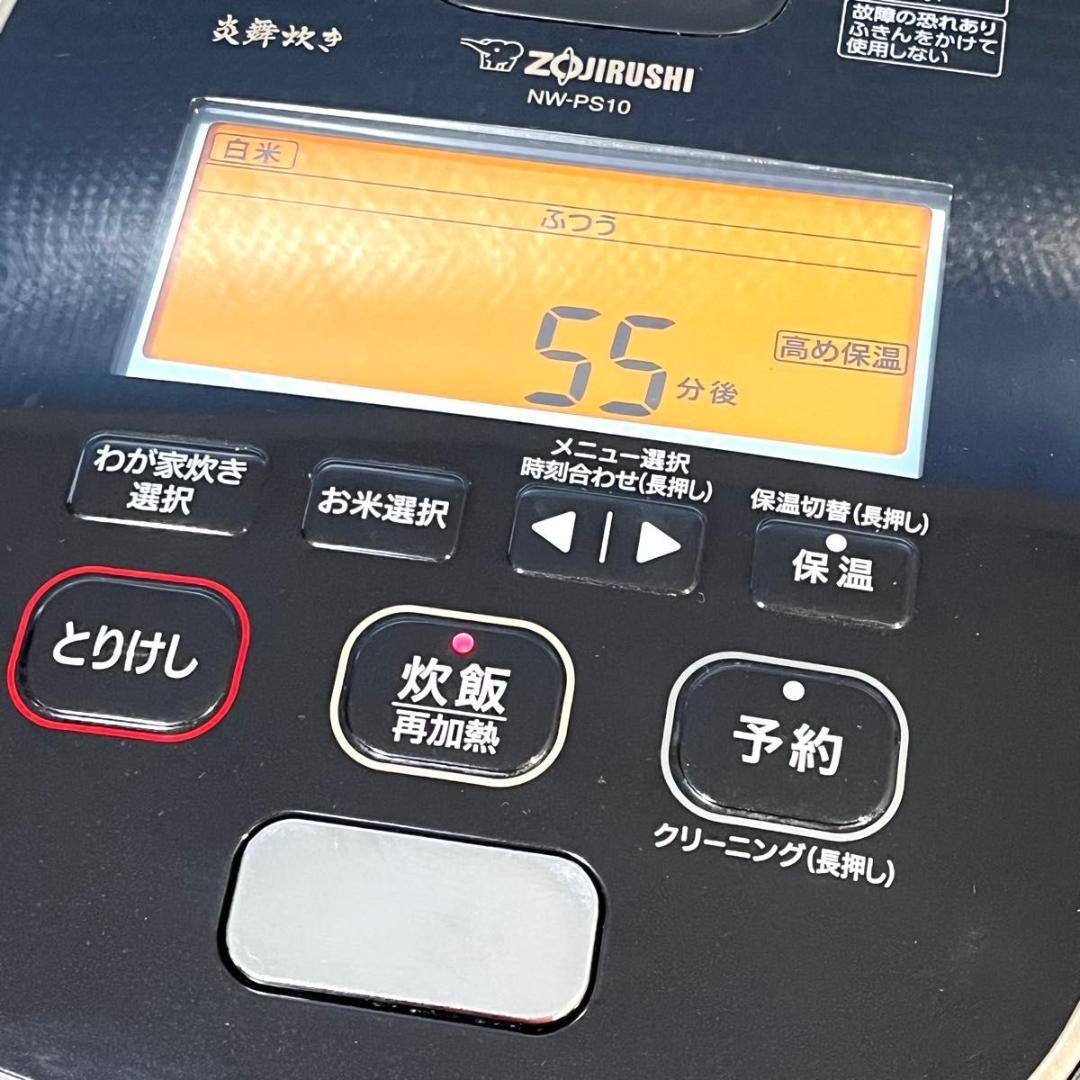 炎舞炊き
ZOJIRUSHI
NW-PS10
故障の恐れあり
ふきんをかけて
使用しない
白米
ふつう
55分後
高め保温
わが家炊き
選択
お米選択
メニュー選択
時刻合わせ(長押し)
保温切替(長押し)
保温
とりけし
炊飯
再加熱
予約
クリーニング(長押し)